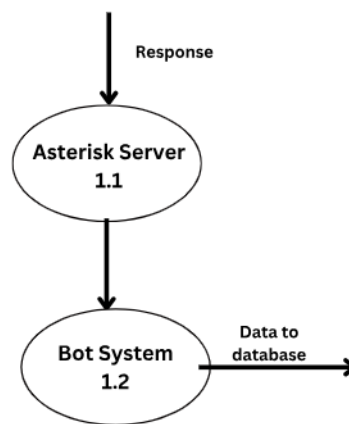 Response
Asterisk Server
1.1
Bot System
1.2
Data to
database